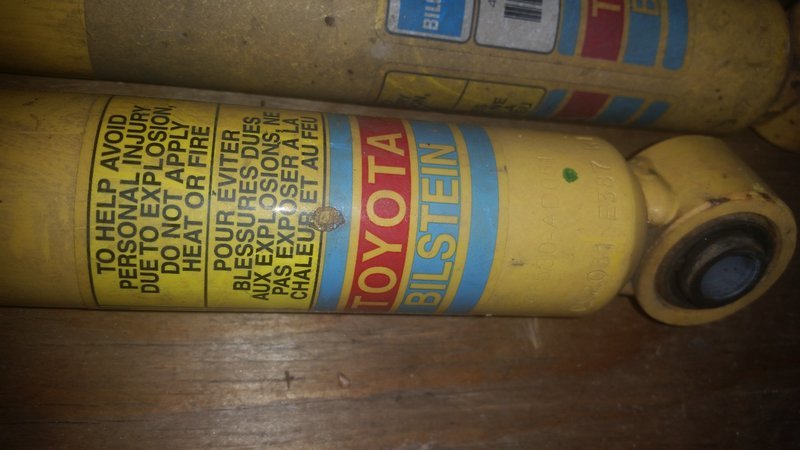 TO HELP AVOID
PERSONAL INJURY
DUE TO EXPLOSION,
DO NOT APPLY
HEAT OR FIRE
POUR ÉVITER
BLESSURES DUES
AUX EXPLOSIONS, NE
PAS EXPOSER À LA
CHALEUR ET AU FEU
TOYOTA
BILSTEIN
BILS